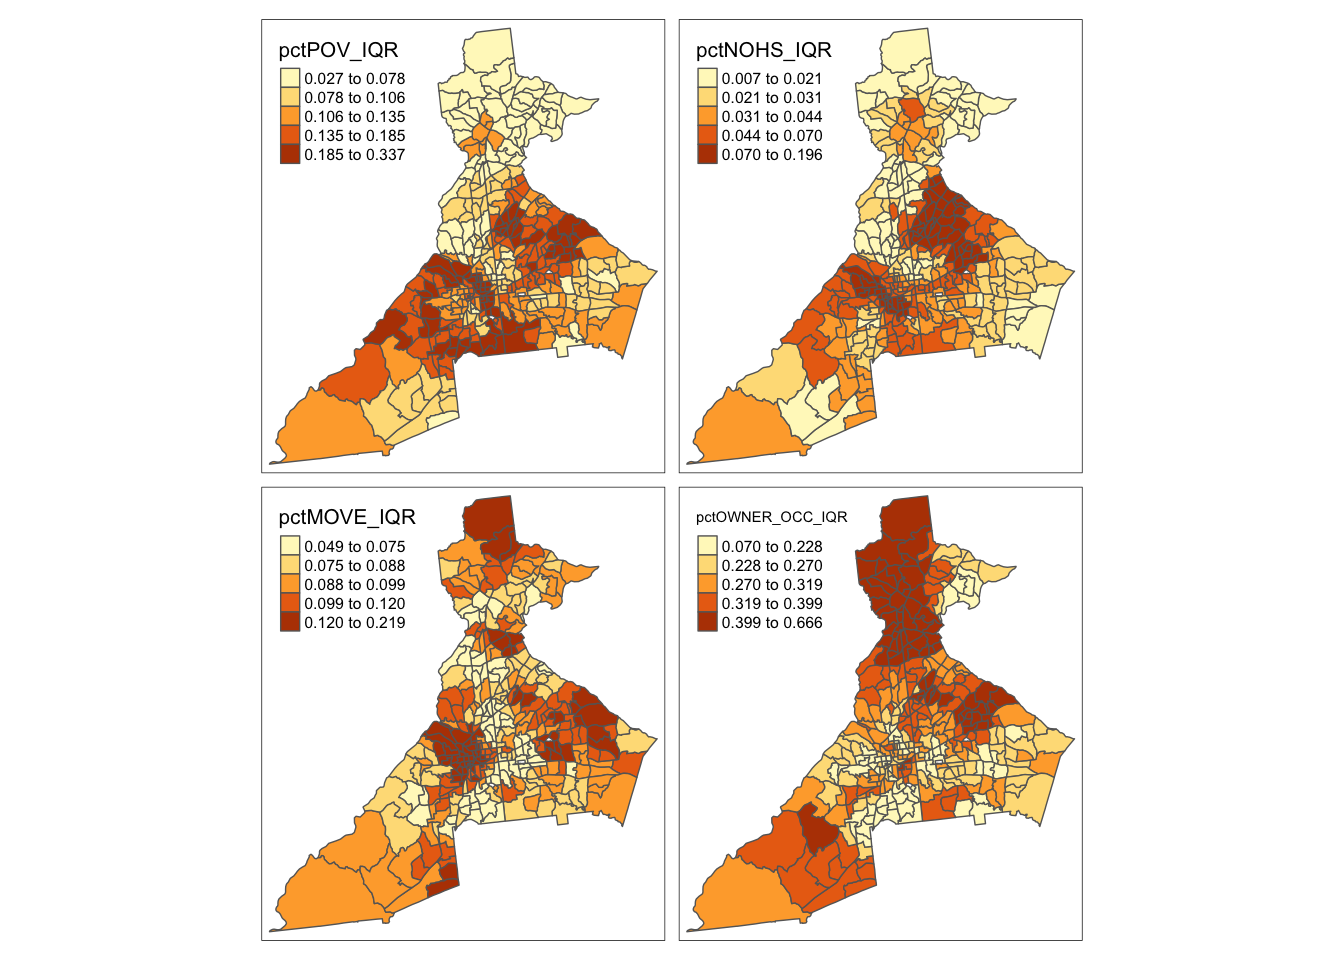 pctPOV_IQR
0.027 to 0.078
0.078 to 0.106
0.106 to 0.135
0.135 to 0.185
0.185 to 0.337
pctNOHS_IQR
0.007 to 0.021
0.021 to 0.031
0.031 to 0.044
0.044 to 0.070
0.070 to 0.196
pctMOVE_IQR
0.049 to 0.075
0.075 to 0.088
0.088 to 0.099
0.099 to 0.120
0.120 to 0.219
pctOWNER_OCC_IQR
0.070 to 0.228
0.228 to 0.270
0.270 to 0.319
0.319 to 0.399
0.399 to 0.666